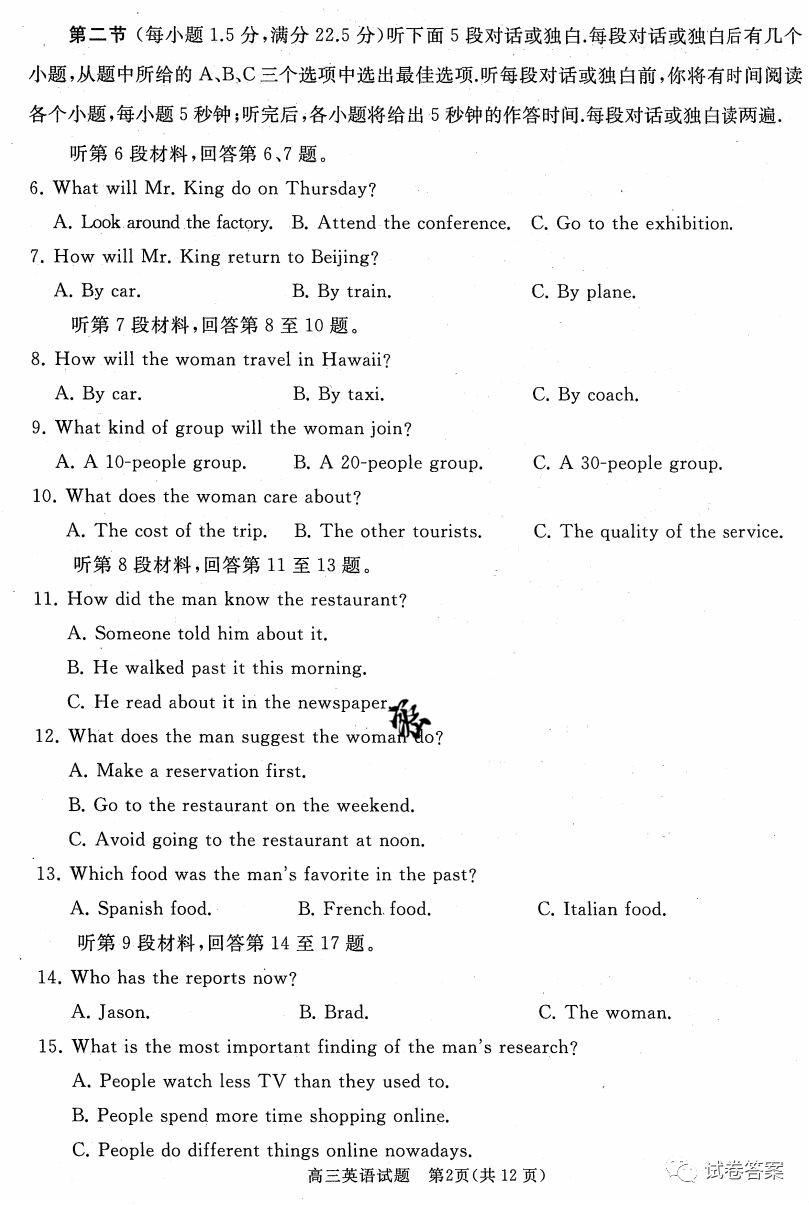 第二节 (每小题 1.5 分,满分 22.5 分)听下面 5 段对话或独白.每段对话或独白后有几个
小题,从题中所给的 A、B、C 三个选项中选出最佳选项.听每段对话或独白前,你将有时间阅读
各个小题,每小题 5 秒钟;听完后,各小题将给出 5 秒钟的作答时间.每段对话或独白读两遍.
听第 6 段材料,回答第 6、7 题。
6. What will Mr. King do on Thursday?
A. Look around the factory. B. Attend the conference. C. Go to the exhibition.
7. How will Mr. King return to Beijing?
A. By car. B. By train. C. By plane.
听第 7 段材料,回答第 8 至 10 题。
8. How will the woman travel in Hawaii?
A. By car. B. By taxi. C. By coach.
9. What kind of group will the woman join?
A. A 10-people group. B. A 20-people group. C. A 30-people group.
10. What does the woman care about?
A. The cost of the trip. B. The other tourists. C. The quality of the service.
听第 8 段材料,回答第 11 至 13 题。
11. How did the man know the restaurant?
A. Someone told him about it.
B. He walked past it this morning.
C. He read about it in the newspaper.
12. What does the man suggest the woman do?
A. Make a reservation first.
B. Go to the restaurant on the weekend.
C. Avoid going to the restaurant at noon.
13. Which food was the man's favorite in the past?
A. Spanish food. B. French food. C. Italian food.
听第 9 段材料,回答第 14 至 17 题。
14. Who has the reports now?
A. Jason. B. Brad. C. The woman.
15. What is the most important finding of the man's research?
A. People watch less TV than they used to.
B. People spend more time shopping online.
C. People do different things online nowadays.
高三英语试题 第2页(共 12 页)
试卷答案